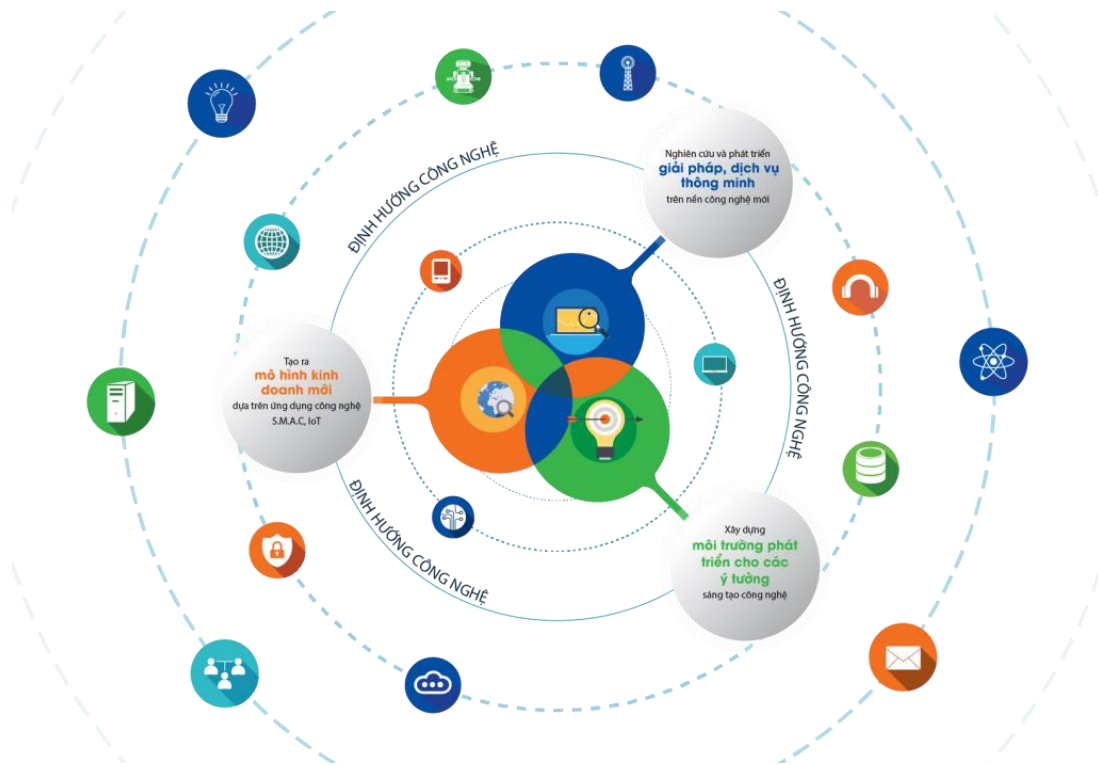 ĐỊNH HƯỚNG CÔNG NGHỆ
Nghiên cứu và phát triển
giải pháp, dịch vụ
thông minh
trên nền công nghệ mới
ĐỊNH HƯỚNG CÔNG NGHỆ
Tạo ra
mô hình kinh
doanh mới
dựa trên ứng dụng công nghệ
S.M.A.C, IoT
ĐỊNH HƯỚNG CÔNG NGHỆ
Xây dựng
môi trường phát
triển cho các
ý tưởng
sáng tạo công nghệ